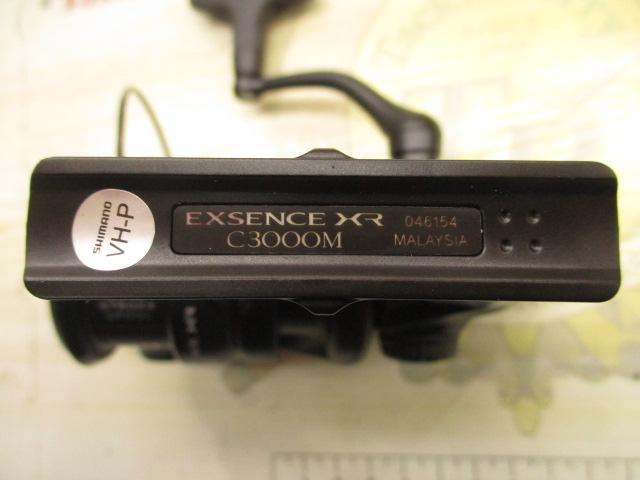 SHIMANO
VH-P
EXSENCE XR
C3000M
046154
MALAYSIA